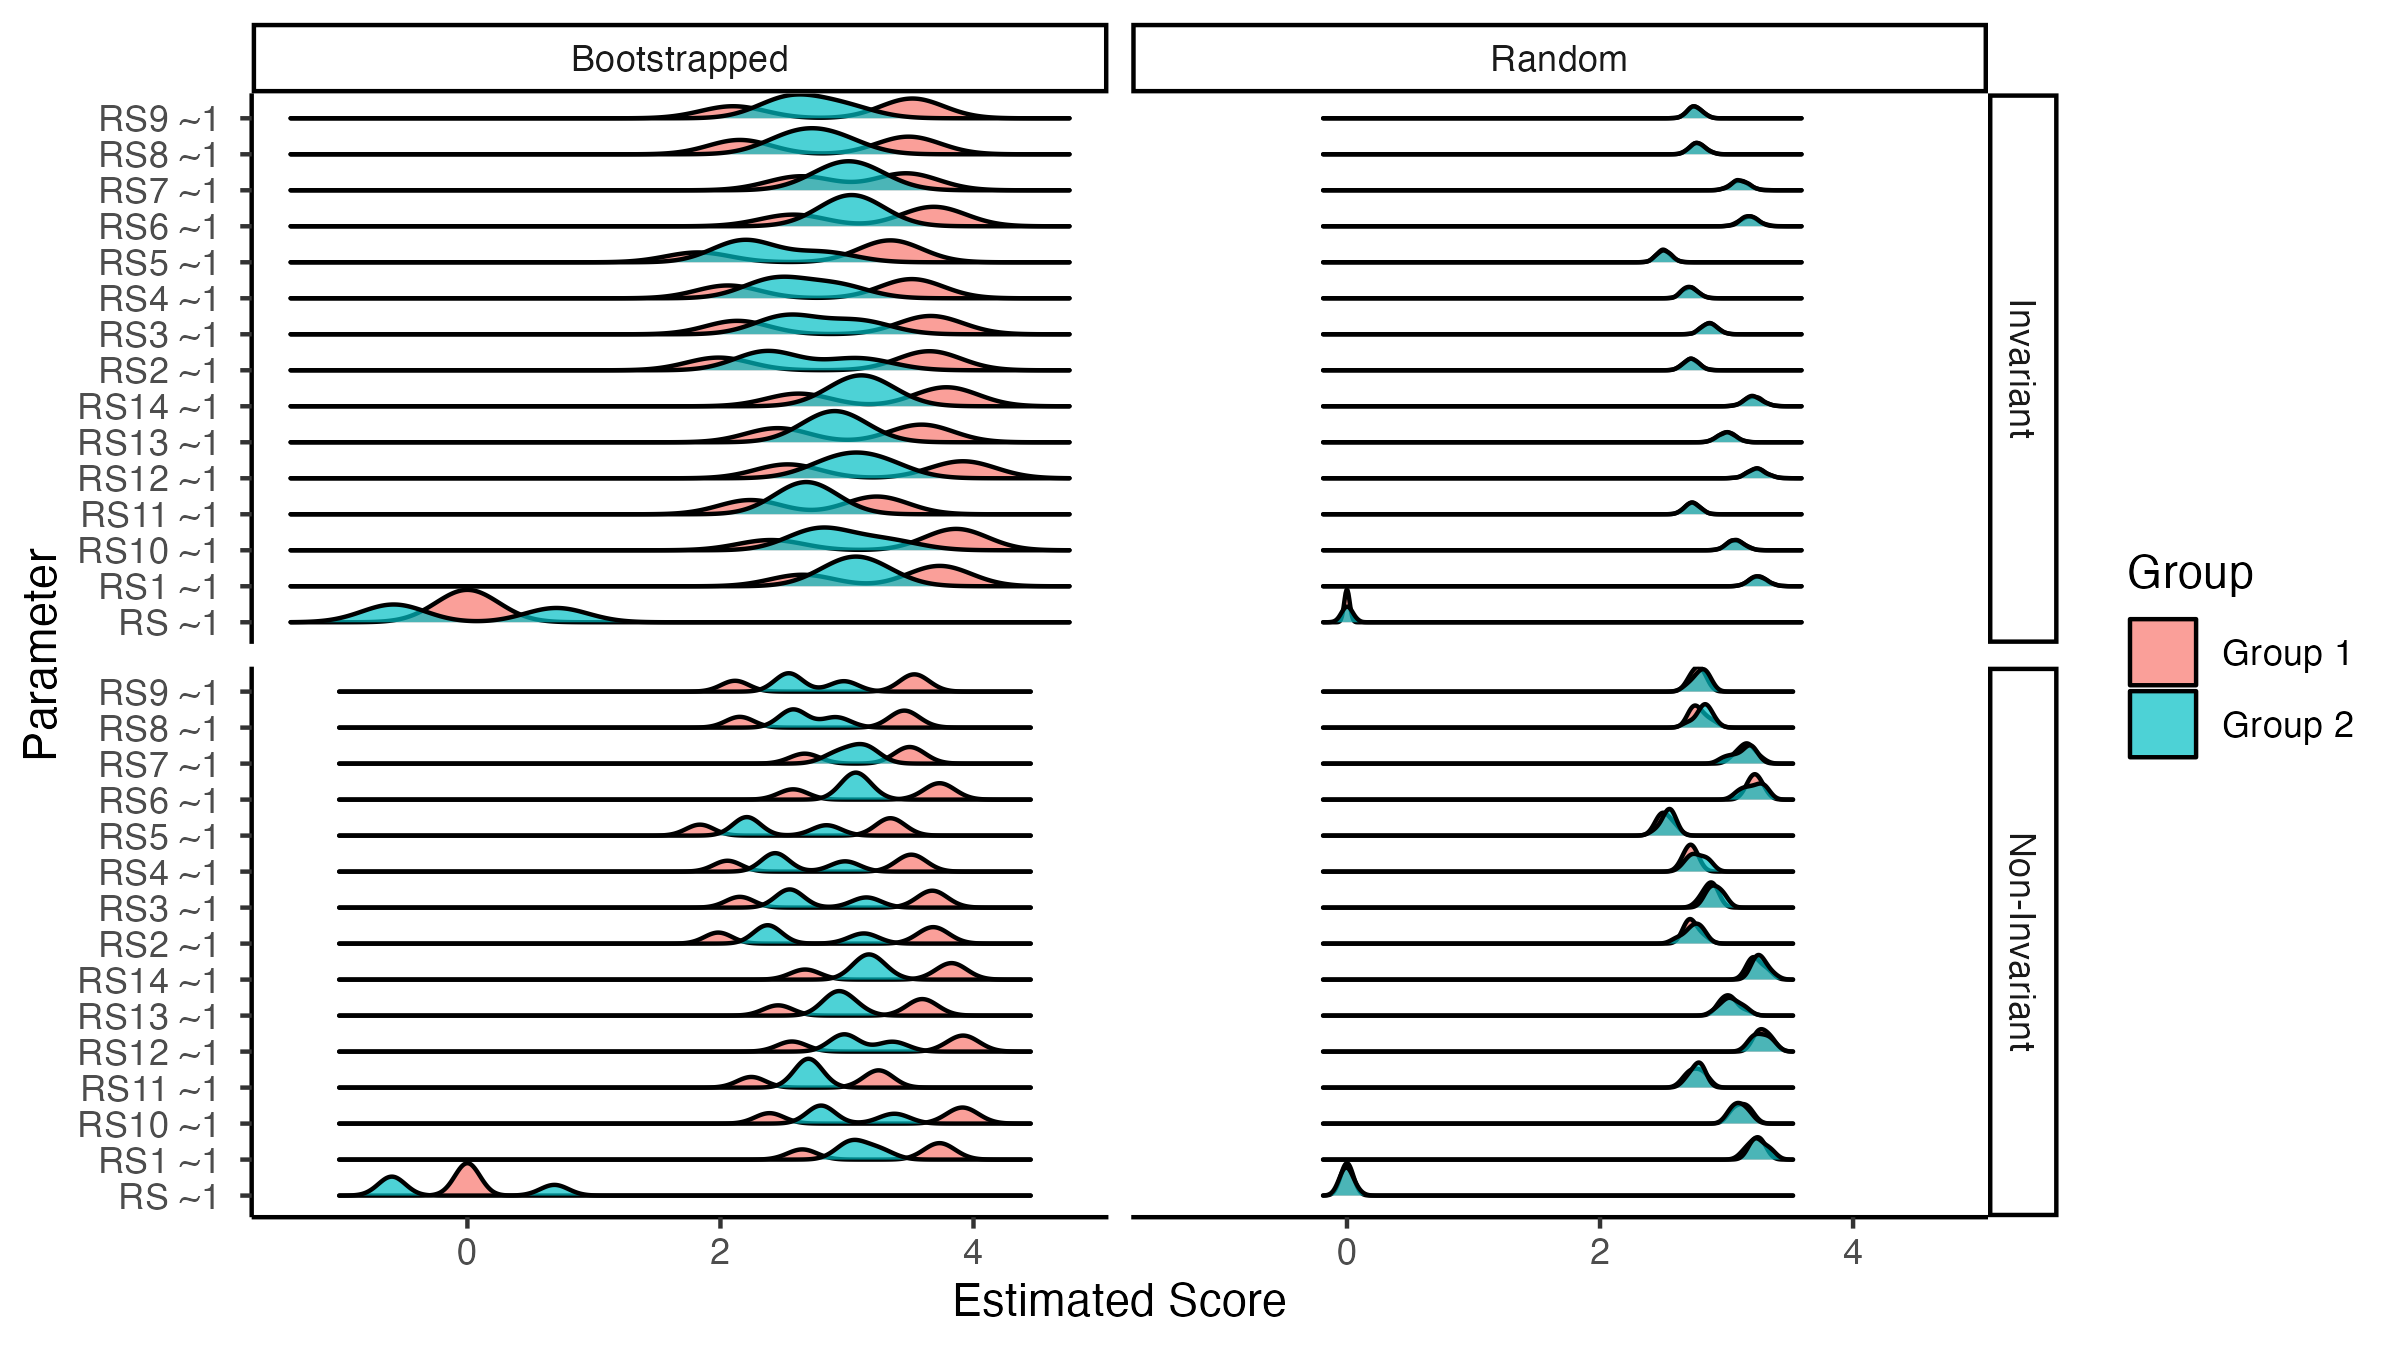 Bootstrapped
Random
RS9 ~1
RS8 ~1
RS7 ~1
RS6 ~1
RS5 ~1
RS4 ~1
RS3 ~1
RS2 ~1
RS14 ~1
RS13 ~1
RS12 ~1
RS11 ~1
RS10 ~1
RS1 ~1
RS ~1
Invariant
RS9 ~1
RS8 ~1
RS7 ~1
RS6 ~1
RS5 ~1
RS4 ~1
RS3 ~1
RS2 ~1
RS14 ~1
RS13 ~1
RS12 ~1
RS11 ~1
RS10 ~1
RS1 ~1
RS ~1
Non-Invariant
Parameter
0 2 4
0 2 4
Estimated Score
Group
Group 1
Group 2